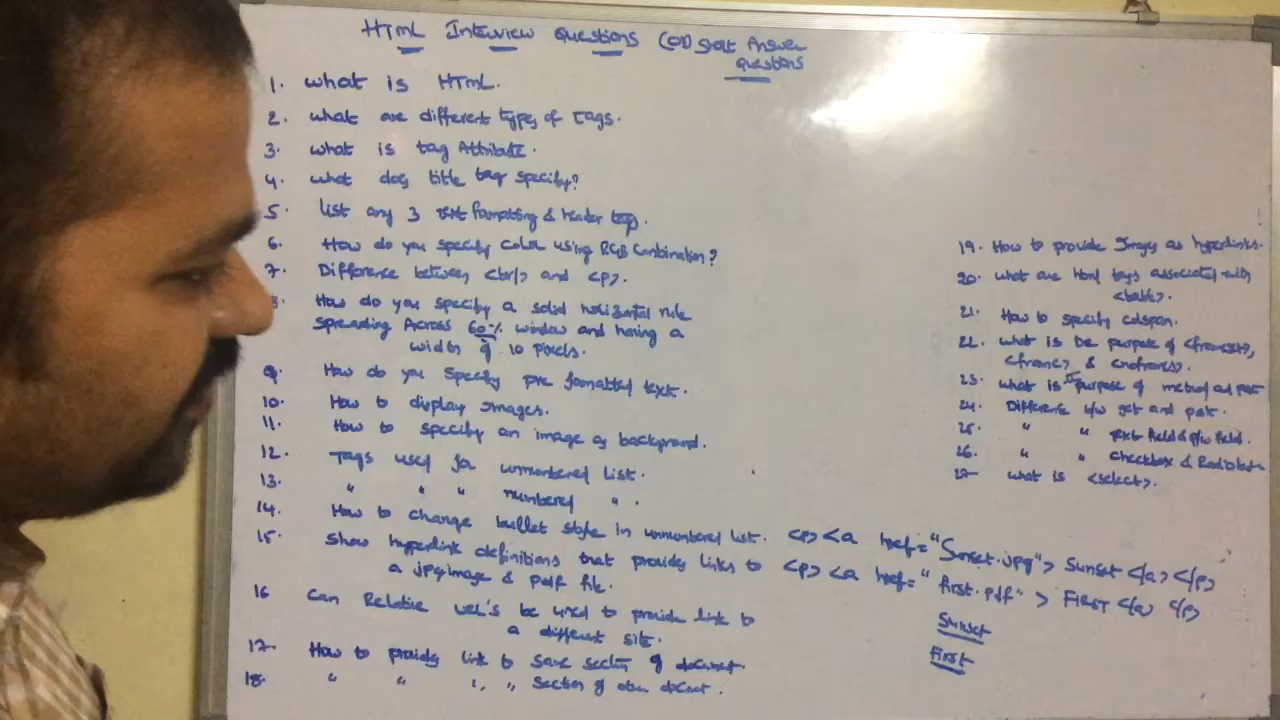 HTML Interview Questions (OR) Short Answer
questions
1. what is HTML.
2. what are different types of Tags.
3. what is tag Attribute.
4. what does title tag specify?
5. List any 3 text formatting & header tags.
6. How do you specify color using RGB Combination?
7. Difference between <br/> and <p>.
8. How do you specify a solid horizontal rule
spreading Across 60% window and having a
width of 10 pixels.
9. How do you specify pre formatted text.
10. How to display Images.
11. How to specify an image as background.
12. Tags used for unnumbered List.
13. " " " numbered " .
14. How to change bullet style in unnumbered list.
15. Show hyperlink definitions that provides links to
a jpg image & pdf file.
<p> <a href="Sunset.jpg"> Sunset </a> </p>
<p> <a href="first.pdf" > FIRST </a> </p>
Sunset
First
16 Can Relative URL's be used to provide link to
a different site.
17. How to provide link to same section of document.
18. " " " " Section of other document.
19. How to provide Images as hyperlinks.
20. what are html tags associated with
<table>.
21. How to specify colspan.
22. what is the purpose of <frameset>,
<frame> & <noframes>.
23. what is purpose of method and post
24. Difference b/w get and post.
25. " " text field & p/w field.
26. " " checkbox & Radio button
27 what is <select>.